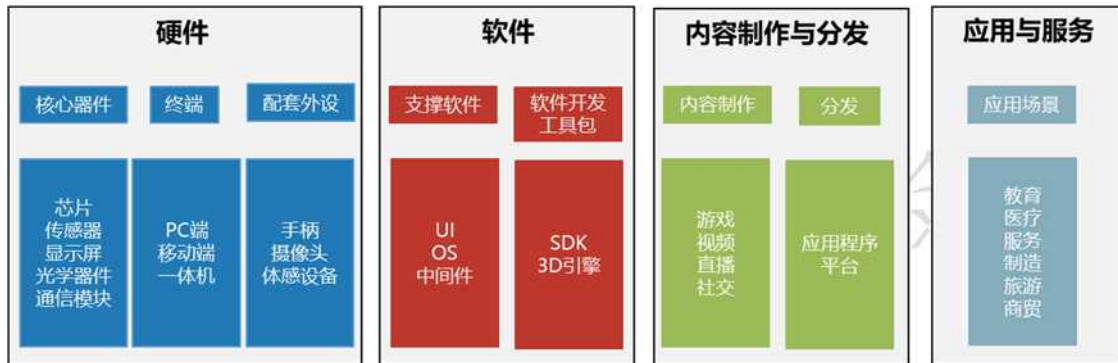 硬件
核心器件
终端
配套外设
芯片
传感器
显示屏
光学器件
通信模块
PC端
移动端
一体机
手柄
摄像头
体感设备
软件
支撑软件
软件开发
工具包
UI
OS
中间件
SDK
3D引擎
内容制作与分发
内容制作
分发
游戏
视频
直播
社交
应用程序
平台
应用与服务
应用场景
教育
医疗
服务
制造
旅游
商贸